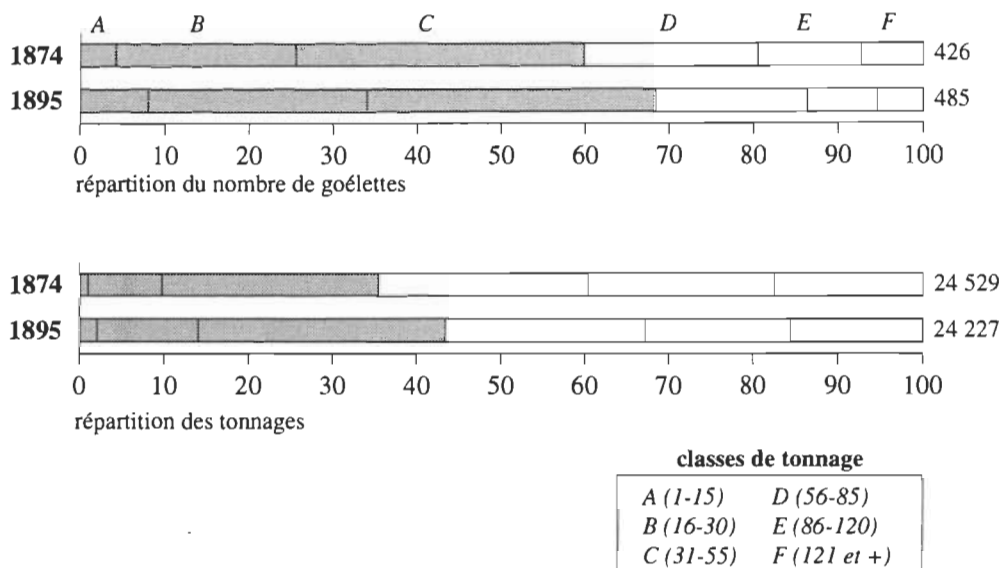 A B C D E F
1874 426
1895 485
0 10 20 30 40 50 60 70 80 90 100
répartition du nombre de goélettes
1874 24 529
1895 24 227
0 10 20 30 40 50 60 70 80 90 100
répartition des tonnages
classes de tonnage
A (1-15) D (56-85)
B (16-30) E (86-120)
C (31-55) F (121 et +)